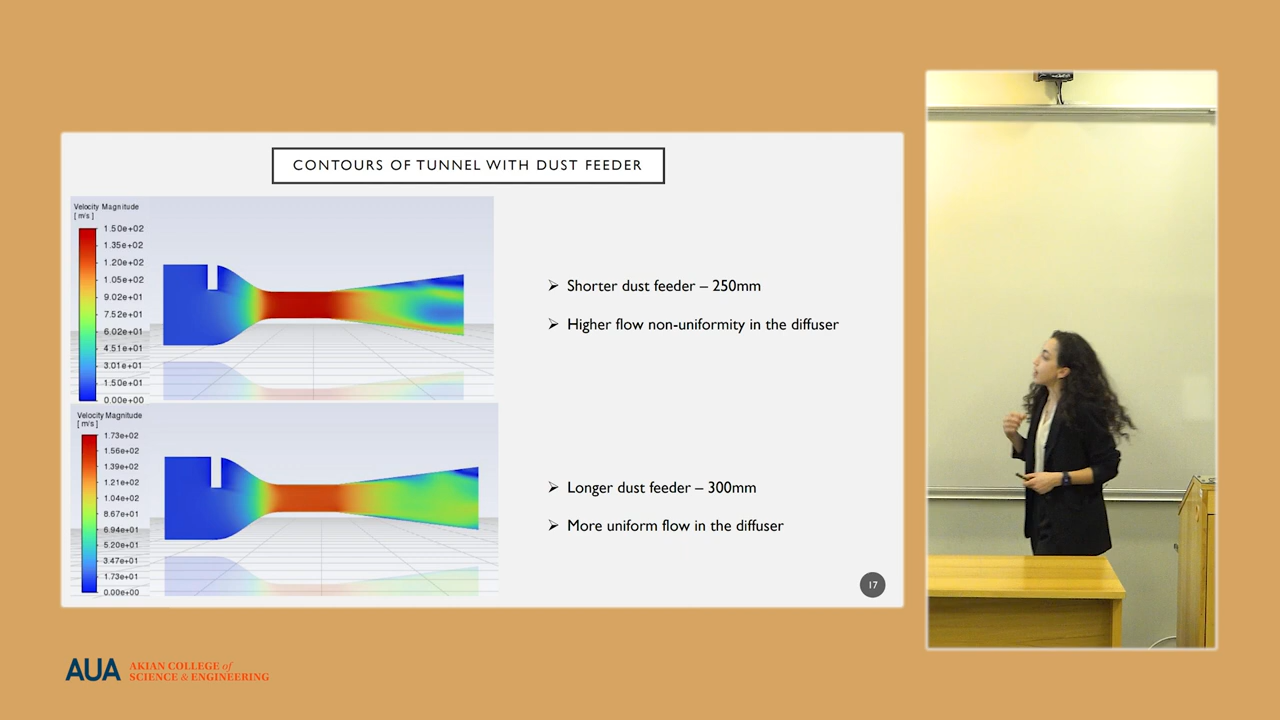 CONTOURS OF TUNNEL WITH DUST FEEDER
Velocity Magnitude
[ m/s ]
1.50e+02
1.35e+02
1.20e+02
1.05e+02
9.02e+01
7.52e+01
6.02e+01
4.51e+01
3.01e+01
1.50e+01
0.00e+00
➢ Shorter dust feeder – 250mm
➢ Higher flow non-uniformity in the diffuser
Velocity Magnitude
[ m/s ]
1.73e+02
1.56e+02
1.39e+02
1.21e+02
1.04e+02
8.67e+01
6.94e+01
5.20e+01
3.47e+01
1.73e+01
0.00e+00
➢ Longer dust feeder – 300mm
➢ More uniform flow in the diffuser
17
AUA
AKIAN COLLEGE of
SCIENCE & ENGINEERING